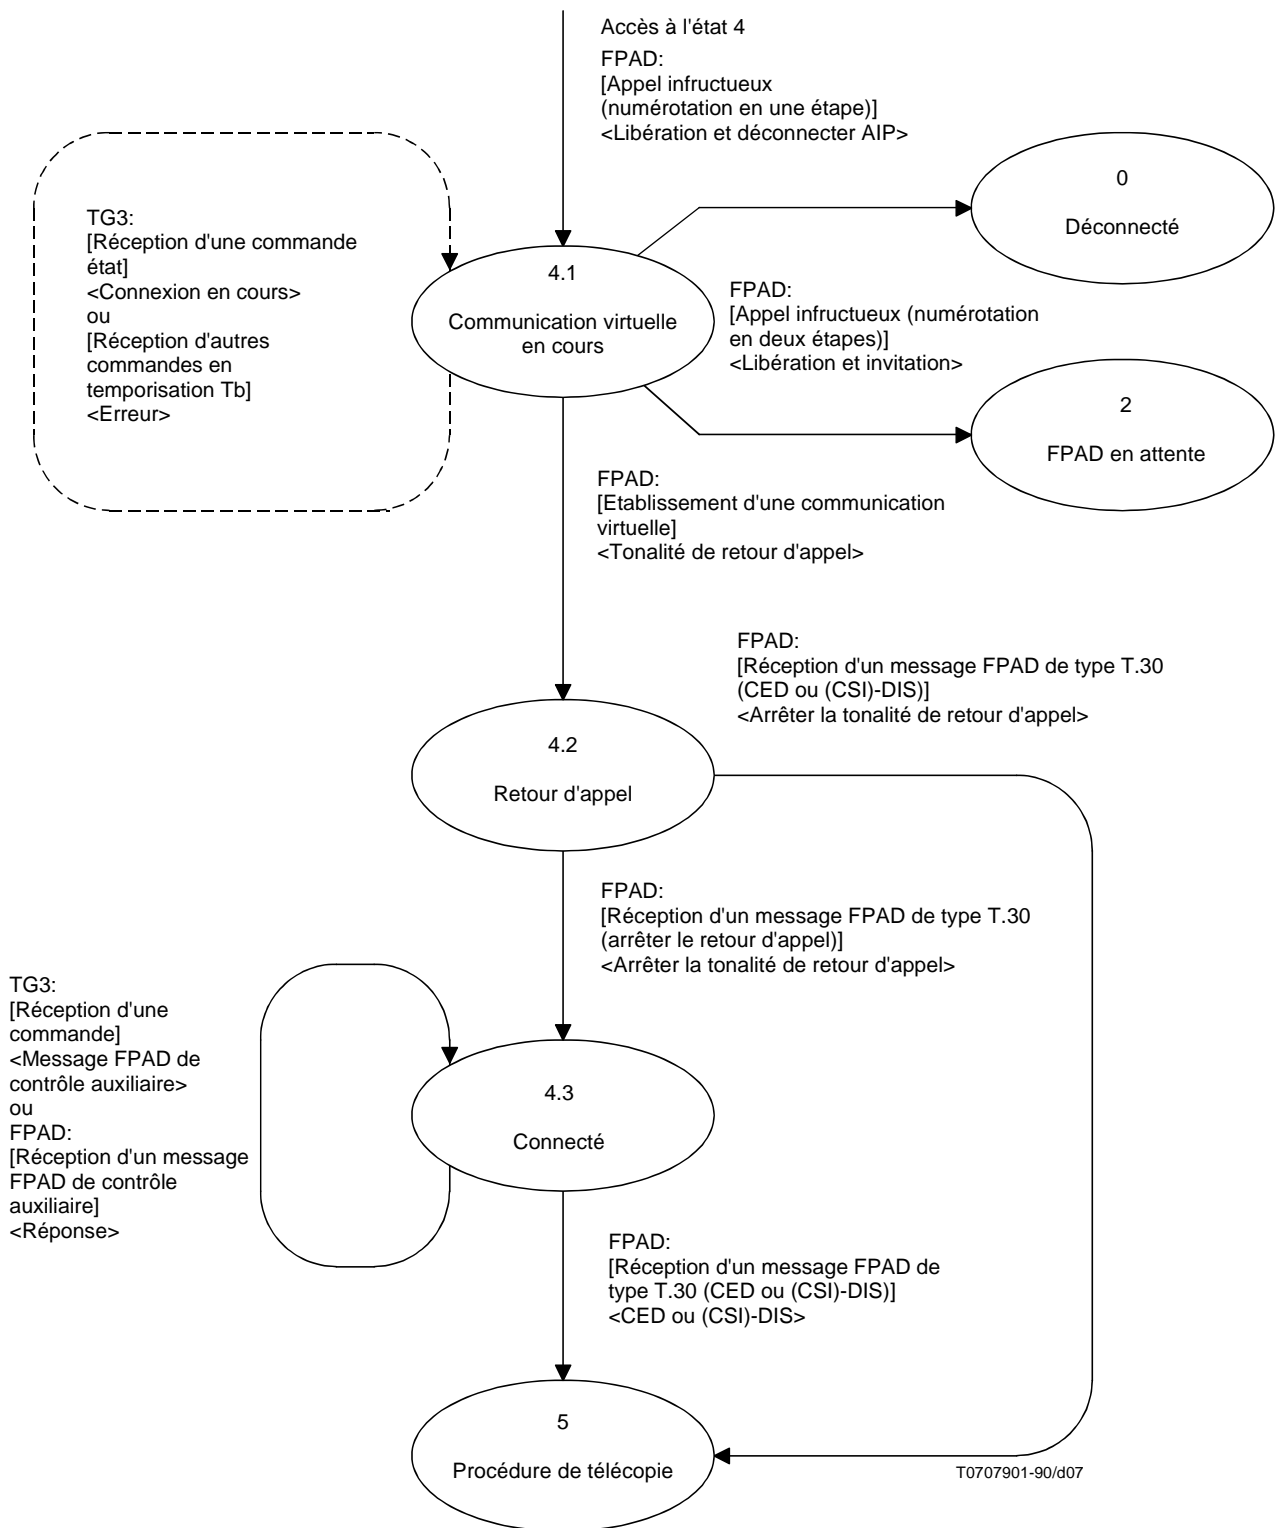 Accès à l'état 4
FPAD:
[Appel infructueux
(numérotation en une étape)]
<Libération et déconnecter AIP>
0
Déconnecté
TG3:
[Réception d'une commande
état]
<Connexion en cours>
ou
[Réception d'autres
commandes en
temporisation Tb]
<Erreur>
4.1
Communication virtuelle
en cours
FPAD:
[Appel infructueux (numérotation
en deux étapes)]
<Libération et invitation>
2
FPAD en attente
FPAD:
[Etablissement d'une communication
virtuelle]
<Tonalité de retour d'appel>
FPAD:
[Réception d'un message FPAD de type T.30
(CED ou (CSI)-DIS)]
<Arrêter la tonalité de retour d'appel>
4.2
Retour d'appel
FPAD:
[Réception d'un message FPAD de type T.30
(arrêter le retour d'appel)]
<Arrêter la tonalité de retour d'appel>
TG3:
[Réception d'une
commande]
<Message FPAD de
contrôle auxiliaire>
ou
FPAD:
[Réception d'un message
FPAD de contrôle
auxiliaire]
<Réponse>
4.3
Connecté
FPAD:
[Réception d'un message FPAD de
type T.30 (CED ou (CSI)-DIS)]
<CED ou (CSI)-DIS>
5
Procédure de télécopie
T0707901-90/d07